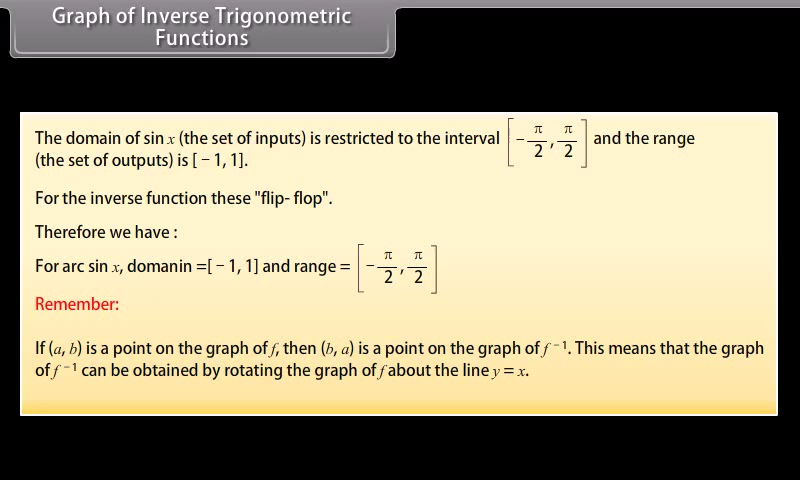 Graph of Inverse Trigonometric
Functions
The domain of sin x (the set of inputs) is restricted to the interval [ − π/2 , π/2 ] and the range
(the set of outputs) is [ − 1, 1].
For the inverse function these "flip- flop".
Therefore we have :
For arc sin x, domanin =[ − 1, 1] and range = [ − π/2 , π/2 ]
Remember:
If (a, b) is a point on the graph of f, then (b, a) is a point on the graph of f ⁻¹. This means that the graph
of f ⁻¹ can be obtained by rotating the graph of f about the line y = x.